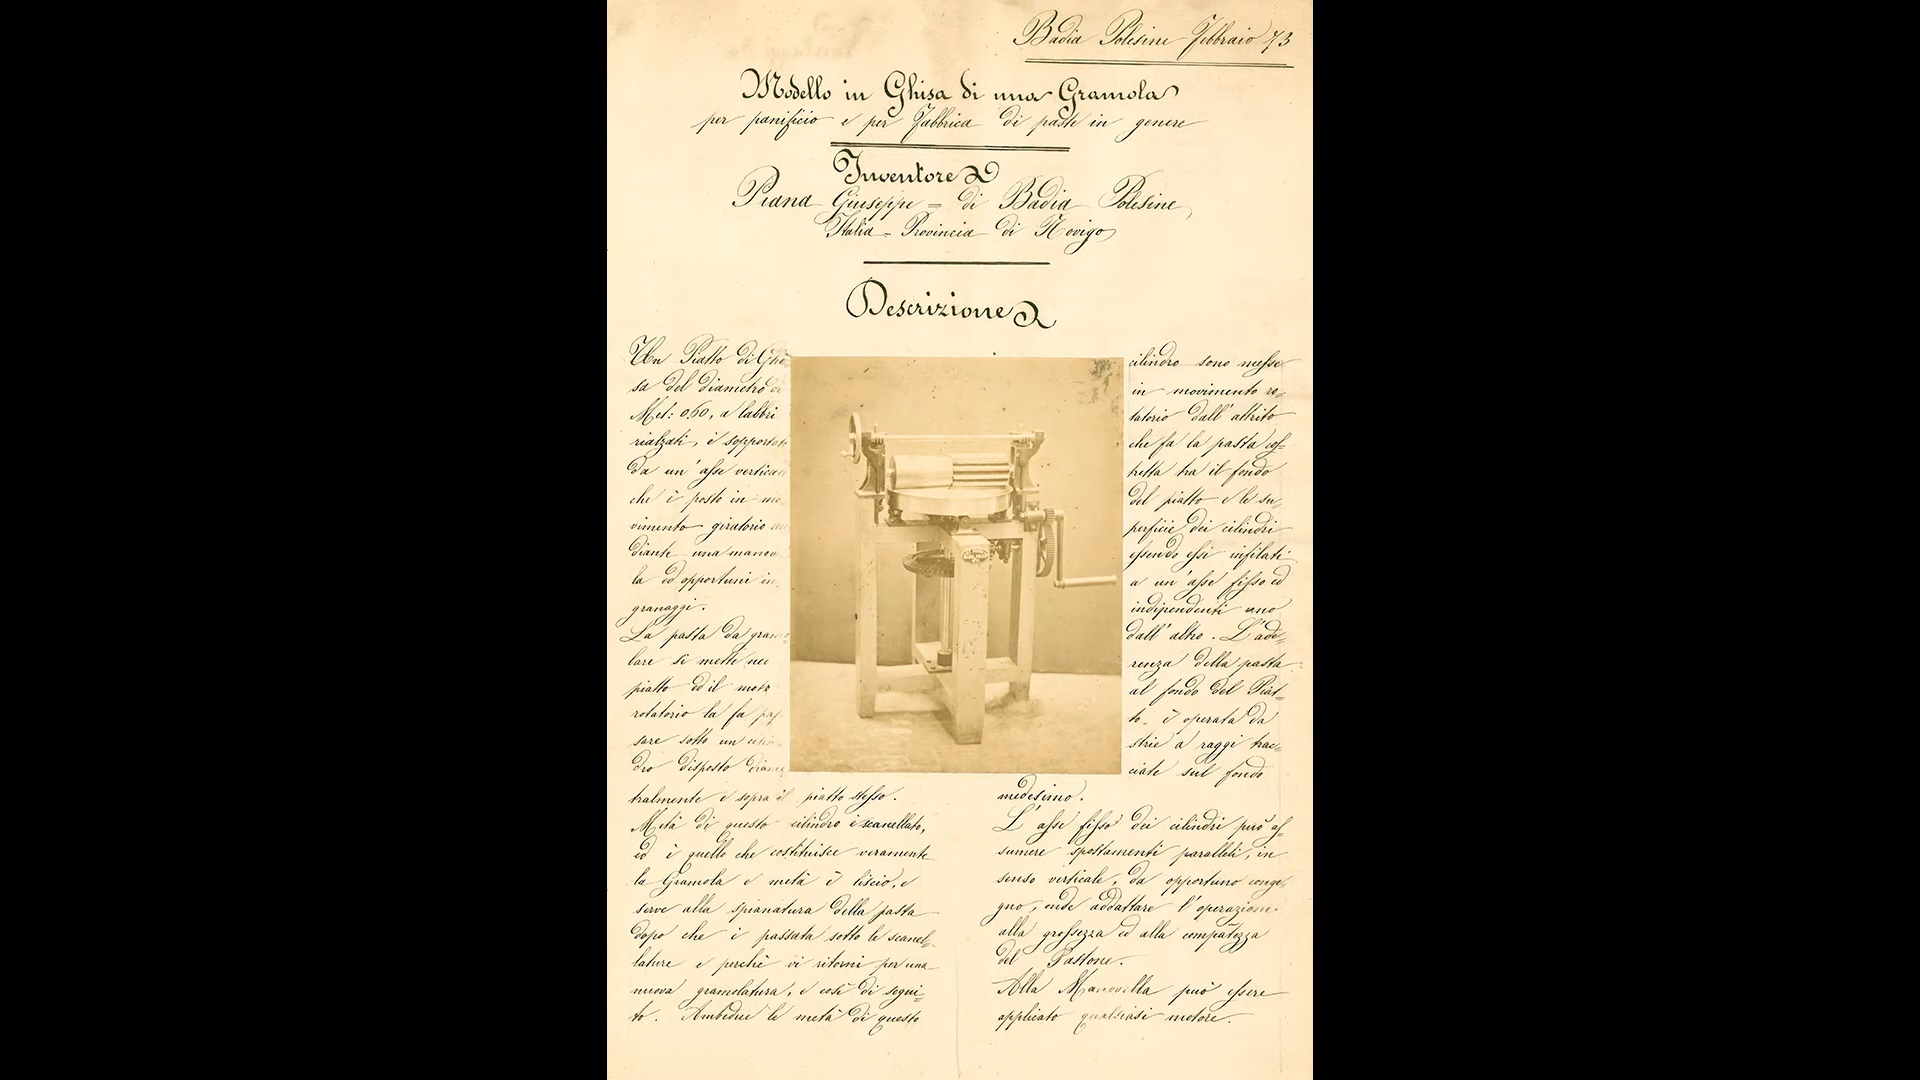 Badia Polesine Febbraio 73
Modello in Ghisa di una Gramola
per panificio e per Fabbrica di paste in genere
Inventore
Piana Giuseppe = di Badia Polesine
Italia = Provincia di Rovigo
Descrizione
Un Piatto di Ghi-
sa del diametro di
Met: 0.60, a labbri
rialzati, è sopportato
da un' asse verticale
che è posto in mo-
vimento giratorio me
diante una manovel
la ed opportuni in-
granaggi.
La pasta da gramo-
lare si mette nel
piatto ed il moto
rotatorio la fa pas
sare sotto un cilin-
dro disposto diame
tralmente e sopra il piatto stesso.
Metà di questo cilindro è scanellato,
ed è quello che costituisce veramente
la Gramola e metà è liscio, e
serve alla spianatura della pasta
dopo che è passata sotto le scanel-
lature e perchè vi ritorni per una
nuova gramolatura, e così di segui-
to. Ambedue le metà di questo
cilindro sono messe
in movimento ro-
tatorio dall' attrito
che fa la pasta cos-
tretta tra il fondo
del piatto e le su-
perficie dei cilindri
essendo essi infilati
a un' asse fisso ed
indipendenti uno
dall' altro. L' ade-
renza della pasta
al fondo del Piat-
to è operata da
strie a raggi trac-
ciate sul fondo
medesimo.
L' asse fisso dei cilindri può as-
sumere spostamenti paralleli, in
senso verticale, da opportuno conge-
gno, onde addattare l' operazione
alla grossezza ed alla compatezza
del Pastone.
Alla Manovella può essere
applicato qualsiasi motore.